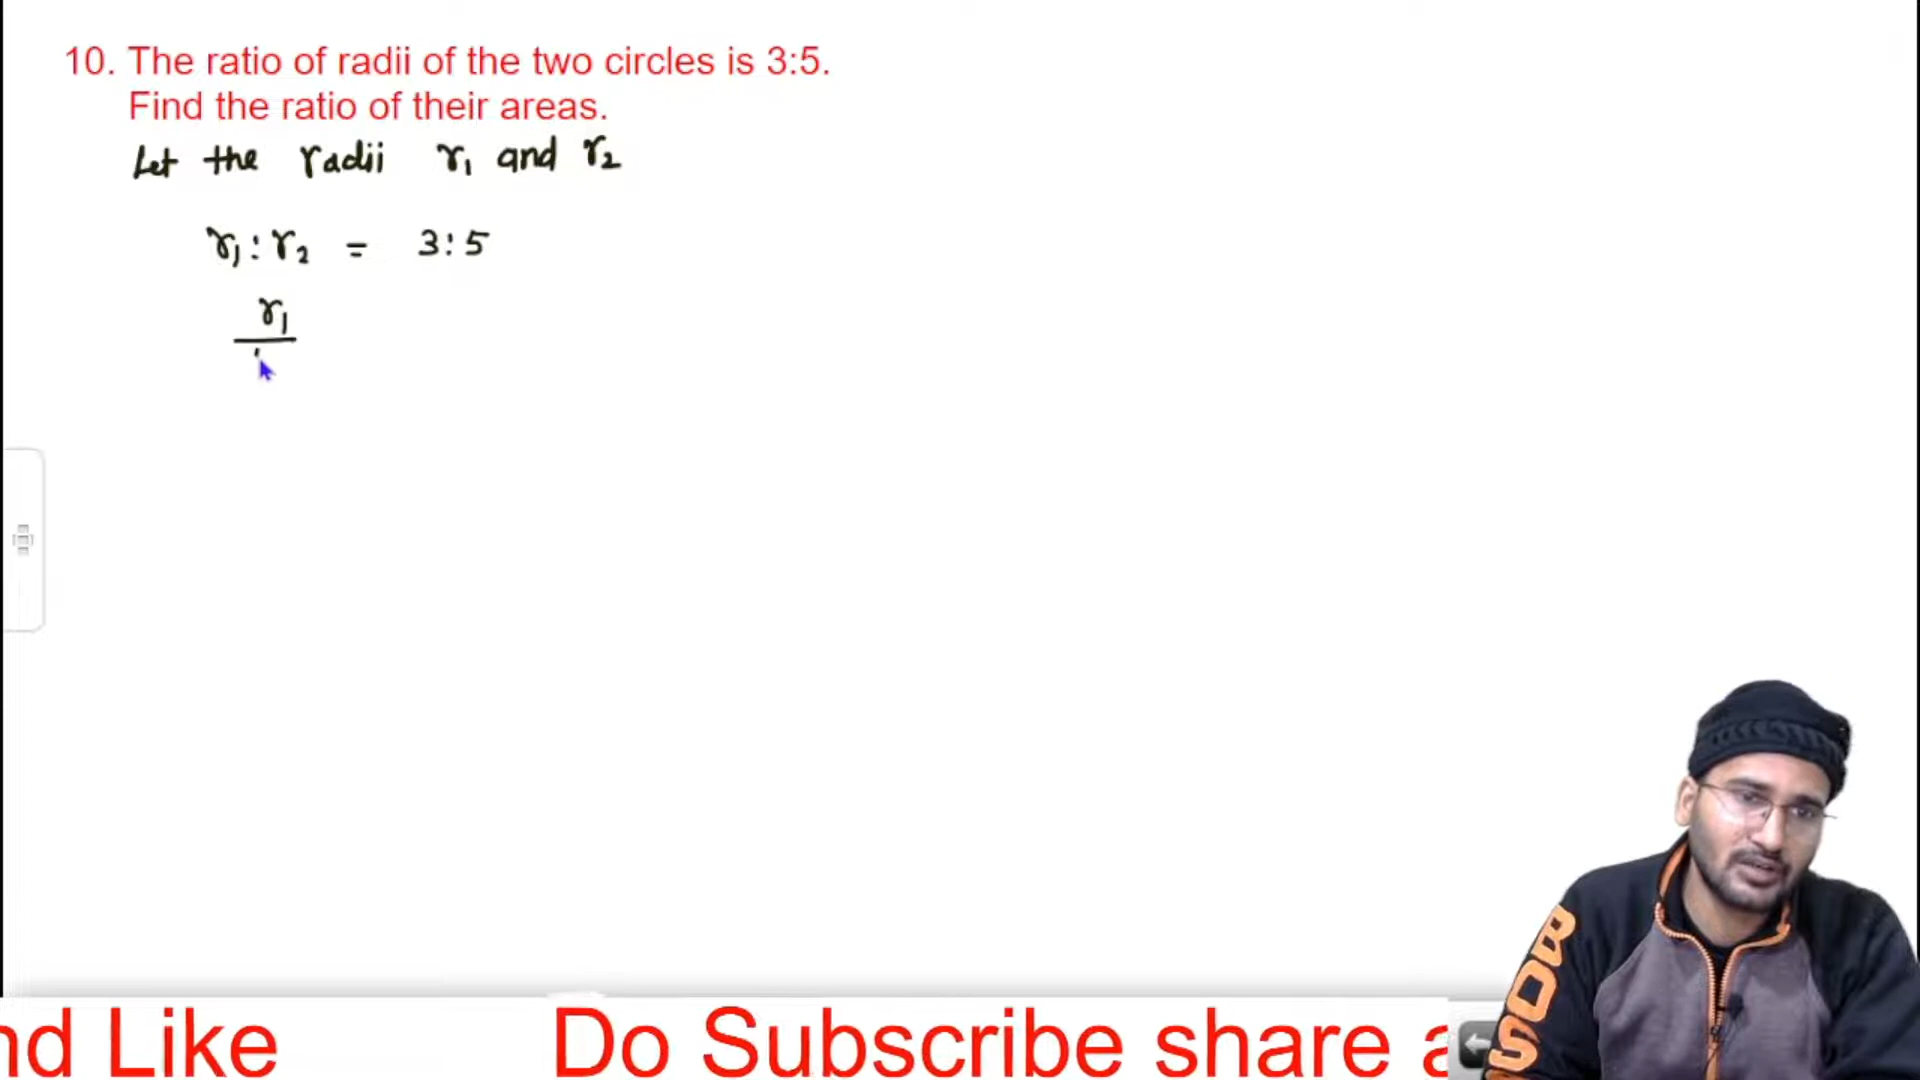 10. The ratio of radii of the two circles is 3:5.
Find the ratio of their areas.
Let the radii r₁ and r₂
r₁ : r₂ = 3 : 5
r₁
nd Like Do Subscribe share a
BOS